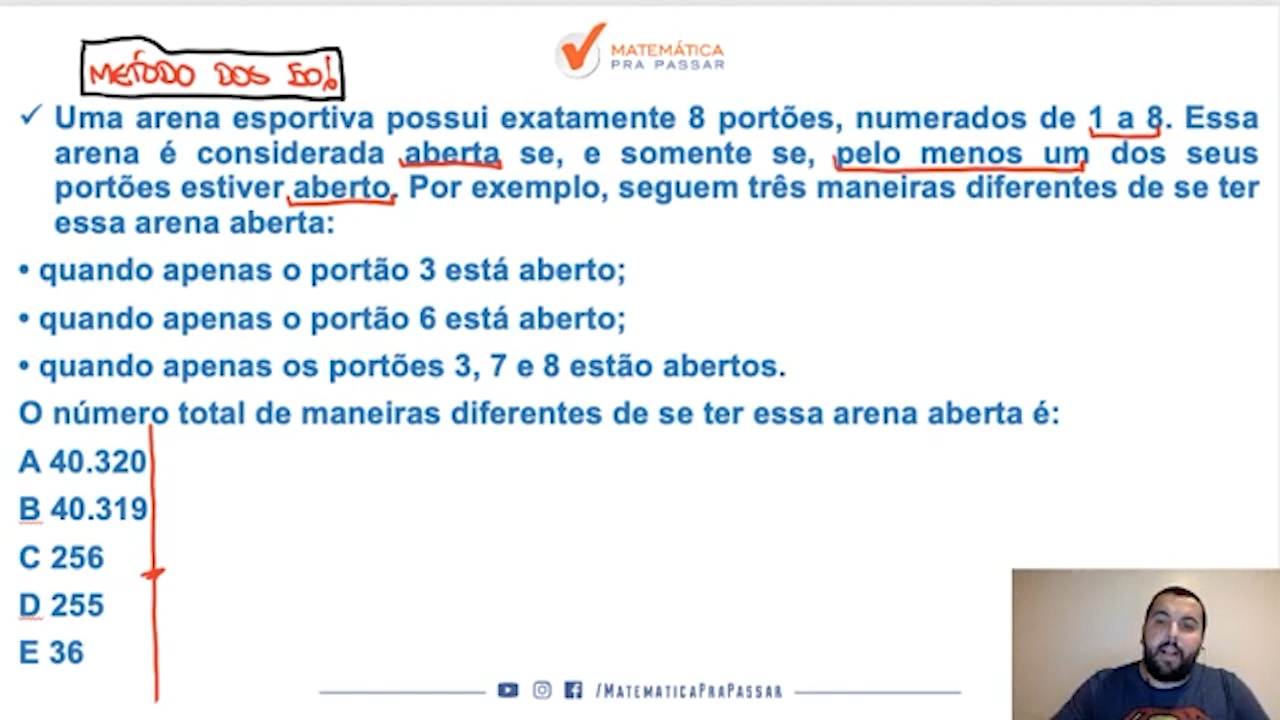 METÓDO DOS 50%
MATEMÁTICA
PRA PASSAR
✓ Uma arena esportiva possui exatamente 8 portões, numerados de 1 a 8. Essa
arena é considerada aberta se, e somente se, pelo menos um dos seus
portões estiver aberto. Por exemplo, seguem três maneiras diferentes de se ter
essa arena aberta:
• quando apenas o portão 3 está aberto;
• quando apenas o portão 6 está aberto;
• quando apenas os portões 3, 7 e 8 estão abertos.
O número total de maneiras diferentes de se ter essa arena aberta é:
A 40.320
B 40.319
C 256
D 255
E 36
/MATEMATICAPRAPASSAR